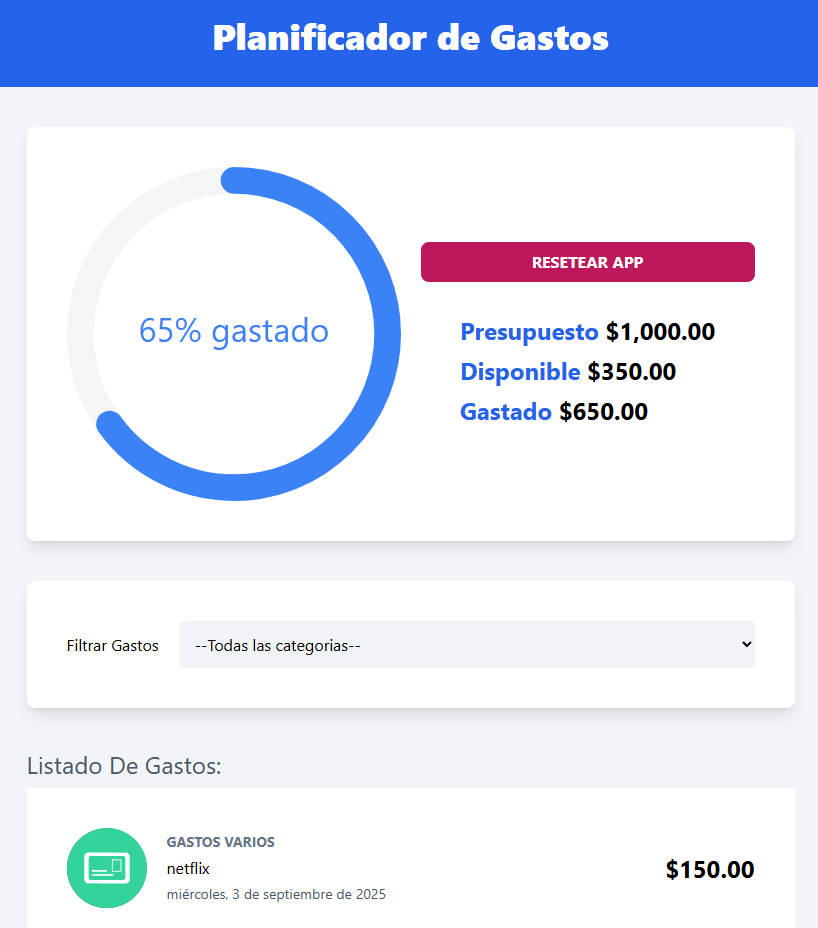 Planificador de Gastos
65% gastado
RESETEAR APP
Presupuesto $1,000.00
Disponible $350.00
Gastado $650.00
Filtrar Gastos
--Todas las categorias--
Listado De Gastos:
GASTOS VARIOS
netflix
$150.00
miércoles, 3 de septiembre de 2025